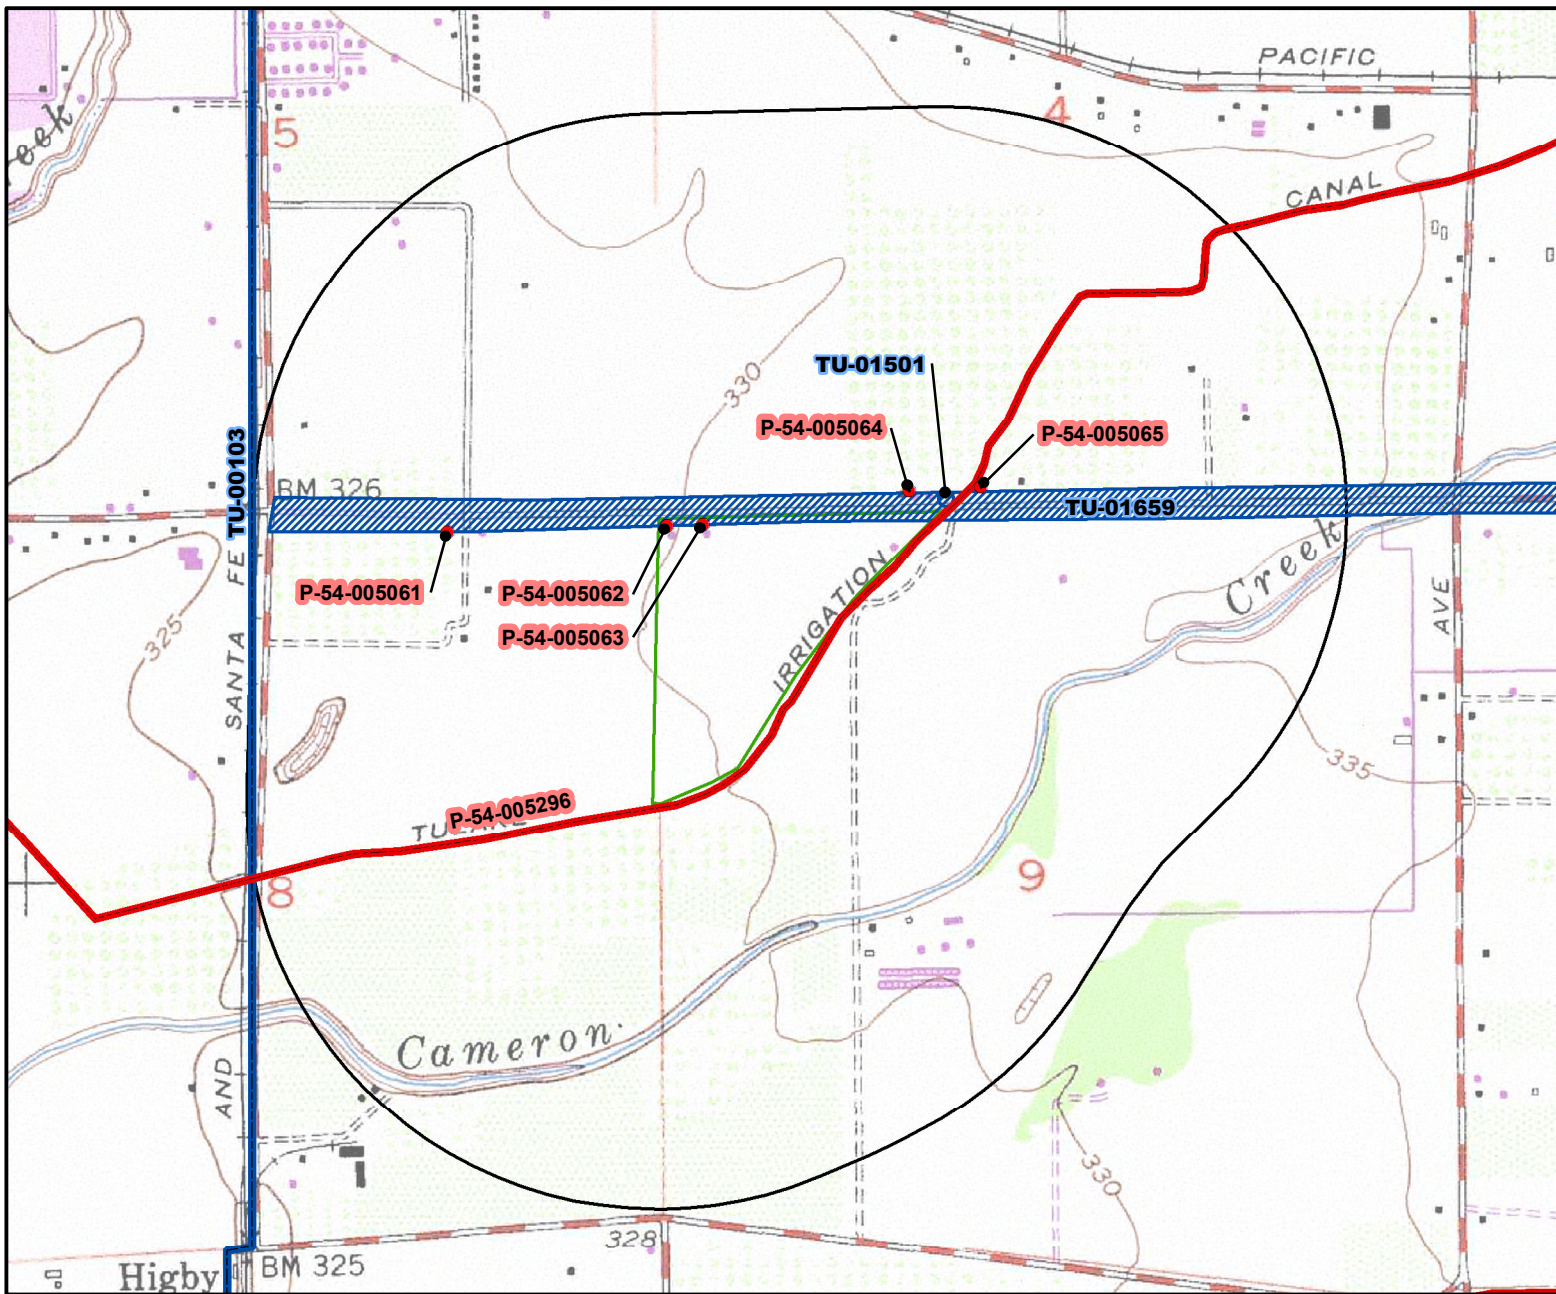 PACIFIC
5
4
eek
CANAL
330
TU-01501
P-54-005064
P-54-005065
TU-00103
BM 326
TU-01659
P-54-005061
P-54-005062
P-54-005063
IRRIGATION
Creek
AVE
325
SANTA FE
335
P-54-005296
8
9
Cameron
AND
330
328
BM 325
Higby